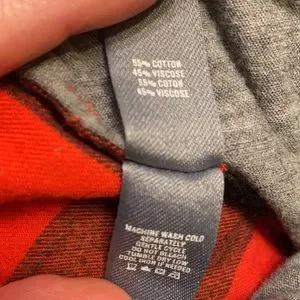 55% COTTON
45% VISCOSE
55% COTON
45% VISCOSE
MACHINE WASH COLD
SEPARATELY
GENTLE CYCLE
DO NOT BLEACH
TUMBLE DRY LOW
COOL IRON IF NEEDED